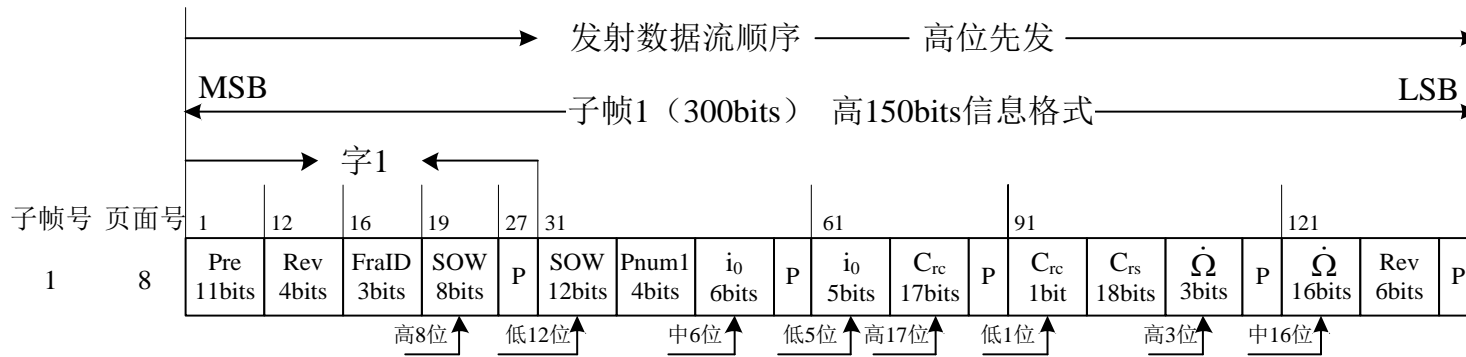 发射数据流顺序 高位先发
MSB LSB
子帧1（300bits） 高150bits信息格式
字1
子帧号 页面号 1 12 16 19 27 31 61 91 121
1 8 Pre 11bits Rev 4bits FraID 3bits SOW 8bits P SOW 12bits Pnum1 4bits i₀ 6bits P i₀ 5bits Crc 17bits P Crc 1bit Crs 18bits P Ω̇ 3bits P Ω̇ 16bits Rev 6bits P
高8位 低12位 中6位 低5位 高17位 低1位 高3位 中16位